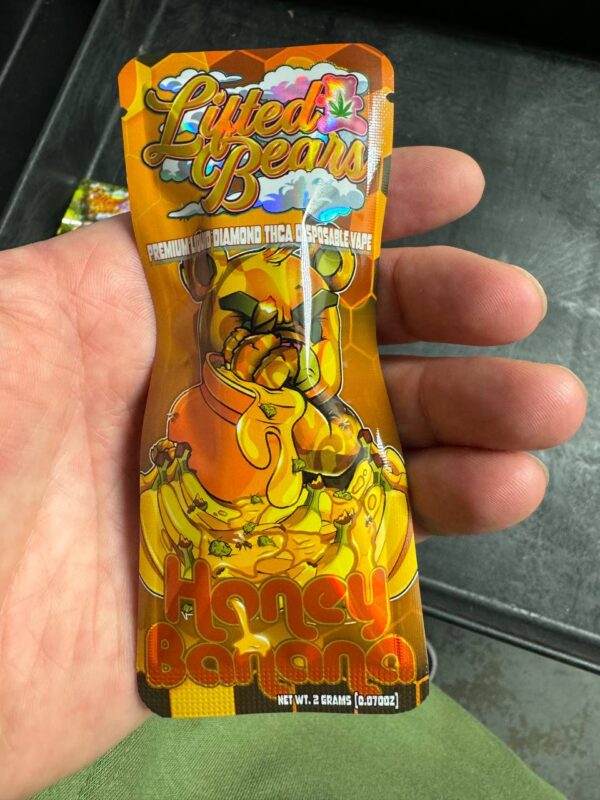 Lifted
Bears
PREMIUM LIQUID DIAMOND THCA DISPOSABLE VAPE
Honey
Banana
NET WT. 2 GRAMS (0.070OZ)